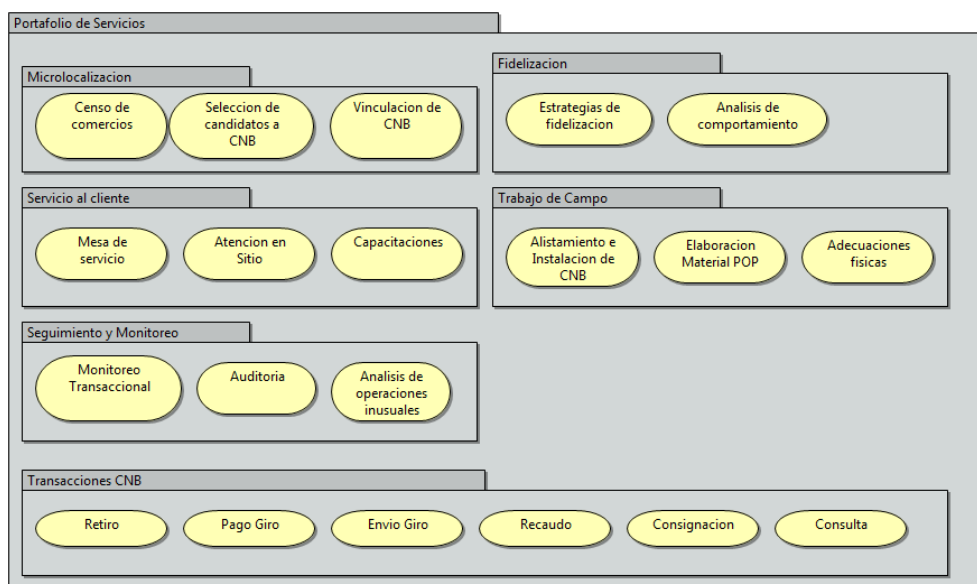 Portafolio de Servicios
Microlocalizacion
Censo de
comercios
Seleccion de
candidatos a
CNB
Vinculacion de
CNB
Fidelizacion
Estrategias de
fidelizacion
Analisis de
comportamiento
Servicio al cliente
Mesa de
servicio
Atencion en
Sitio
Capacitaciones
Trabajo de Campo
Alistamiento e
Instalacion de
CNB
Elaboracion
Material POP
Adecuaciones
fisicas
Seguimiento y Monitoreo
Monitoreo
Transaccional
Auditoria
Analisis de
operaciones
inusuales
Transacciones CNB
Retiro
Pago Giro
Envio Giro
Recaudo
Consignacion
Consulta